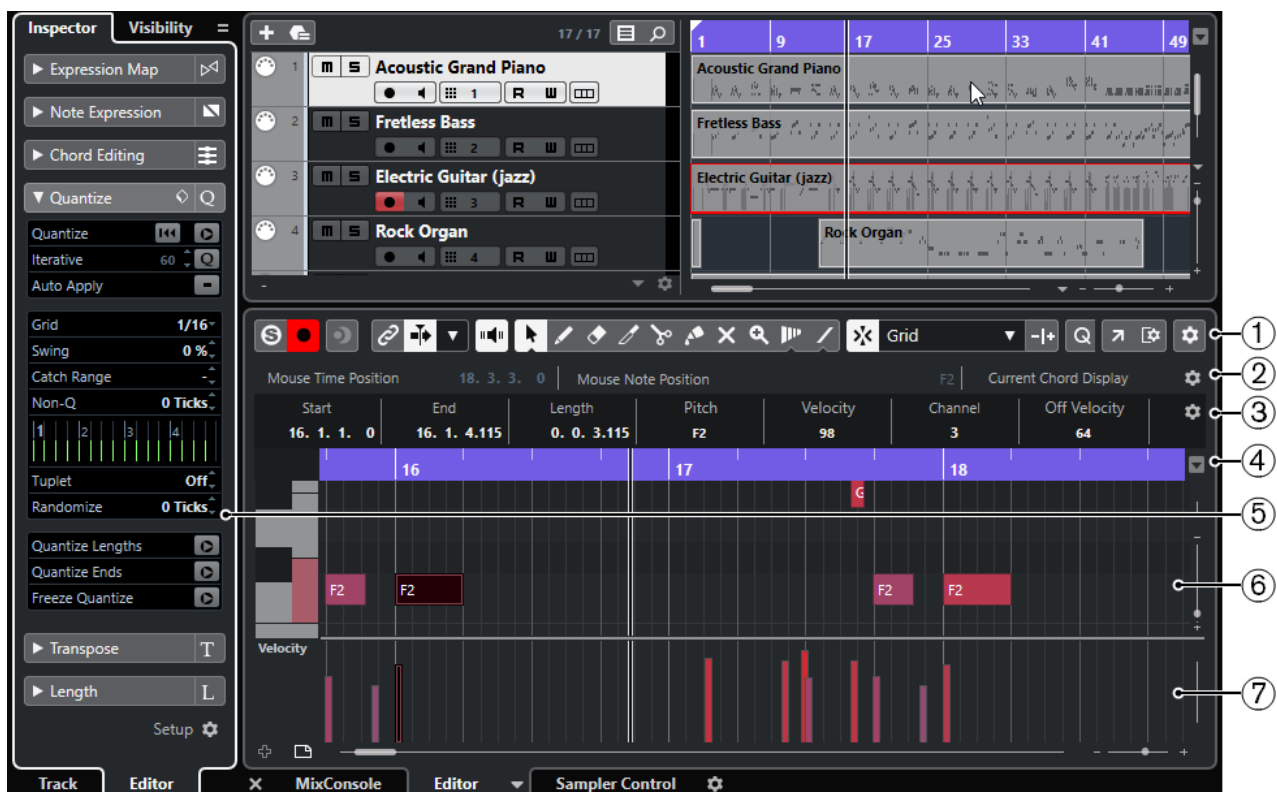 Inspector Visibility
Expression Map
Note Expression
Chord Editing
Quantize Q
Quantize
Iterative 60 Q
Auto Apply
Grid 1/16
Swing 0 %
Catch Range -
Non-Q 0 Ticks
1 2 3 4
Tuplet Off
Randomize 0 Ticks
Quantize Lengths
Quantize Ends
Freeze Quantize
Transpose T
Length L
Setup
Track Editor
17 / 17
1 m S Acoustic Grand Piano
1 R W
2 m S Fretless Bass
2 R W
3 m S Electric Guitar (jazz)
3 R W
4 m S Rock Organ
4 R W
1 9 17 25 33 41 49
Acoustic Grand Piano
Fretless Bass
Electric Guitar (jazz)
Rock Organ
S Grid Q 1
Mouse Time Position 18. 3. 3. 0 Mouse Note Position F2 Current Chord Display 2
Start End Length Pitch Velocity Channel Off Velocity
16. 1. 1. 0 16. 1. 4.115 0. 0. 3.115 F2 98 3 64 3
16 17 18 4
G
5
F2 F2 F2 F2 6
Velocity
7
MixConsole Editor Sampler Control